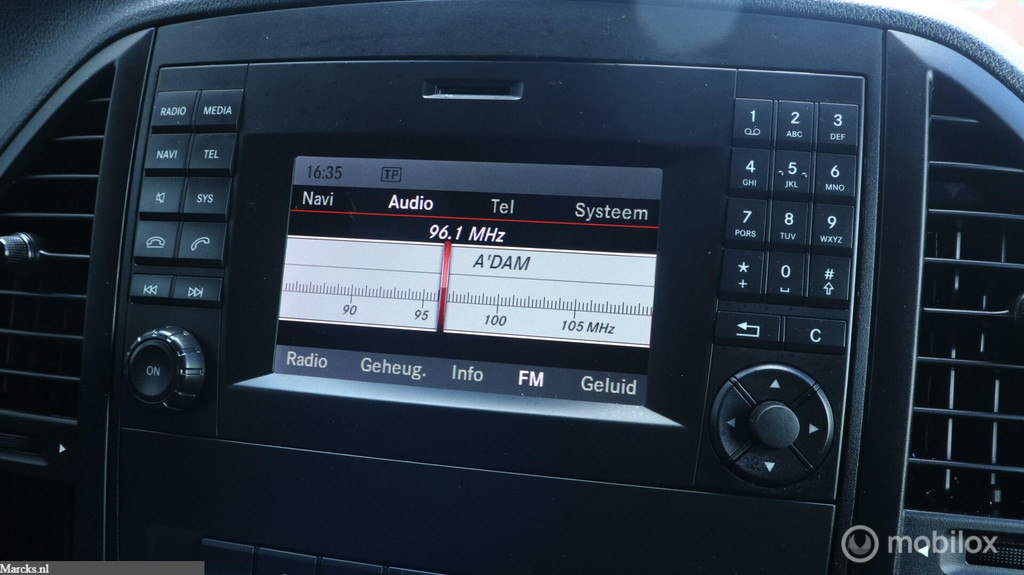 RADIO MEDIA
NAVI TEL
SYS
ON
16:35 TP
Navi Audio Tel Systeem
96.1 MHz
A'DAM
90 95 100 105 MHz
Radio Geheug. Info FM Geluid
1 2 ABC 3 DEF
4 GHI 5 JKL 6 MNO
7 PQRS 8 TUV 9 WXYZ
* + 0 #
C
mobilox
Marcks.nl